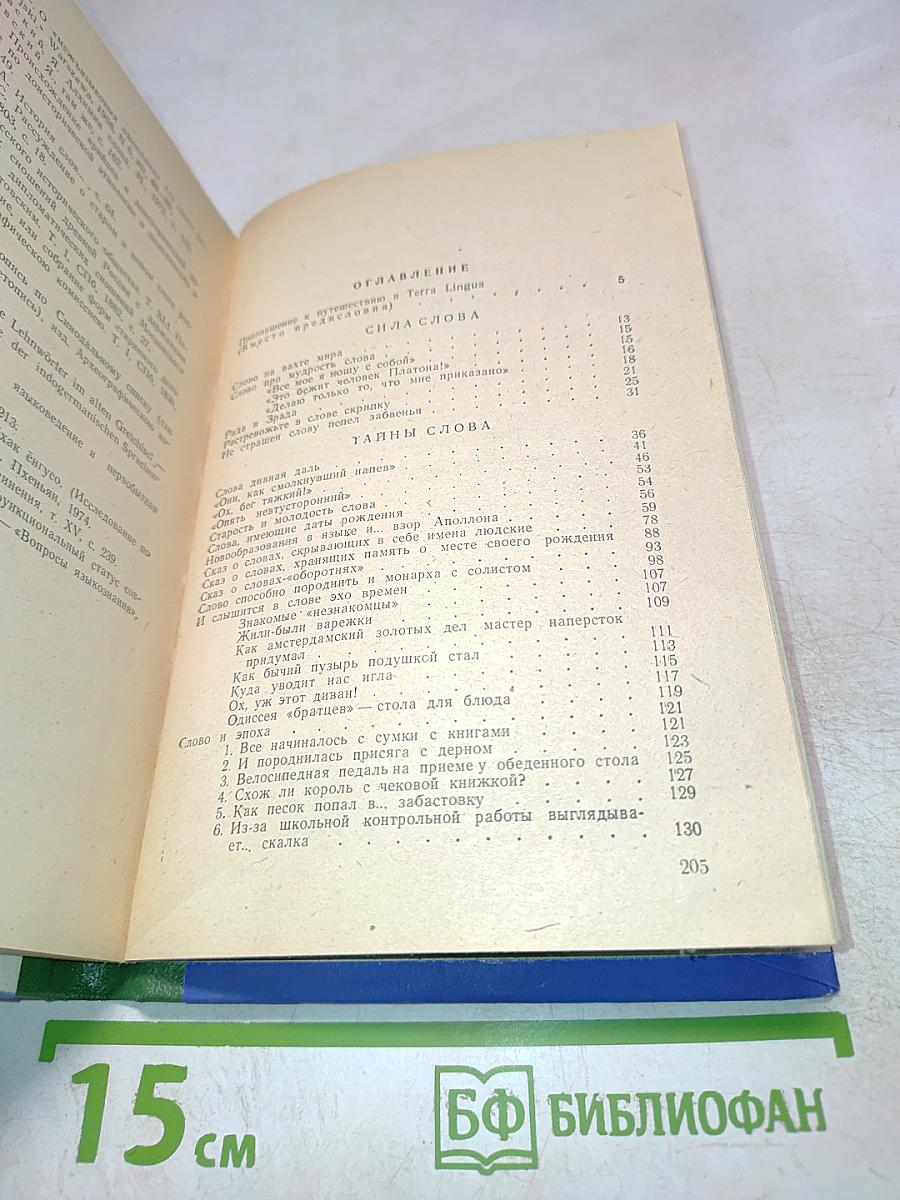 ОГЛАВЛЕНИЕ
Приглашение к путешествию в Terra Lingua
(вместо предисловия) . . . . . . . 5
СИЛА СЛОВА
Слово на вахте мира . . . . . . . 13
Слово про мудрость слова . . . . . . . 15
«Все мое я ношу с собой» . . . . . . . 15
«Это бежит человек Платона!» . . . . . . . 16
«Делаю только то, что мне приказано» . . . . 18
Рада и Зрада . . . . . . . 21
Растревожьте в слове скрипку . . . . . . . 25
Не страшен слову пепел забвенья . . . . . . . 31
ТАЙНЫ СЛОВА
Слова дивная даль . . . . . . . 36
«Они, как смолкнувший напев» . . . . . . . 41
«Ох, бег тяжкий!» . . . . . . . 46
«Опять невтусторонний» . . . . . . . 53
Старость и молодость слова . . . . . . . 54
Слова, имеющие даты рождения . . . . . . . 56
Новообразования в языке и... взор Аполлона . . . . 59
Сказ о словах, скрывающих в себе имена людские 78
Сказ о словах, хранящих память о месте своего рождения 88
Сказ о словах-«оборотнях» . . . . . . . 93
Слово способно породнить и монарха с солистом . . . 98
И слышится в слове эхо времен . . . . . . . 107
Знакомые «незнакомцы» . . . . . . . 107
Жили-были варежки . . . . . . . 109
Как амстердамский золотых дел мастер наперсток
придумал . . . . . . . 111
Как бычий пузырь подушкой стал . . . . . . . 113
Куда уводит нас игла . . . . . . . 115
Ох, уж этот диван! . . . . . . . 117
Одиссея «братцев» — стола для блюда . . . . 119
Слово и эпоха . . . . . . . 121
1. Все начиналось с сумки с книгами . . . . 121
2. И породнилась присяга с дерном . . . . 123
3. Велосипедная педаль на приеме у обеденного стола 125
4. Схож ли король с чековой книжкой? . . . . 127
5. Как песок попал в... забастовку . . . . 129
6. Из-за школьной контрольной работы выглядыва-
ет... скалка . . . . . . . 130
205
15 см
БФ БИБЛИОФАН